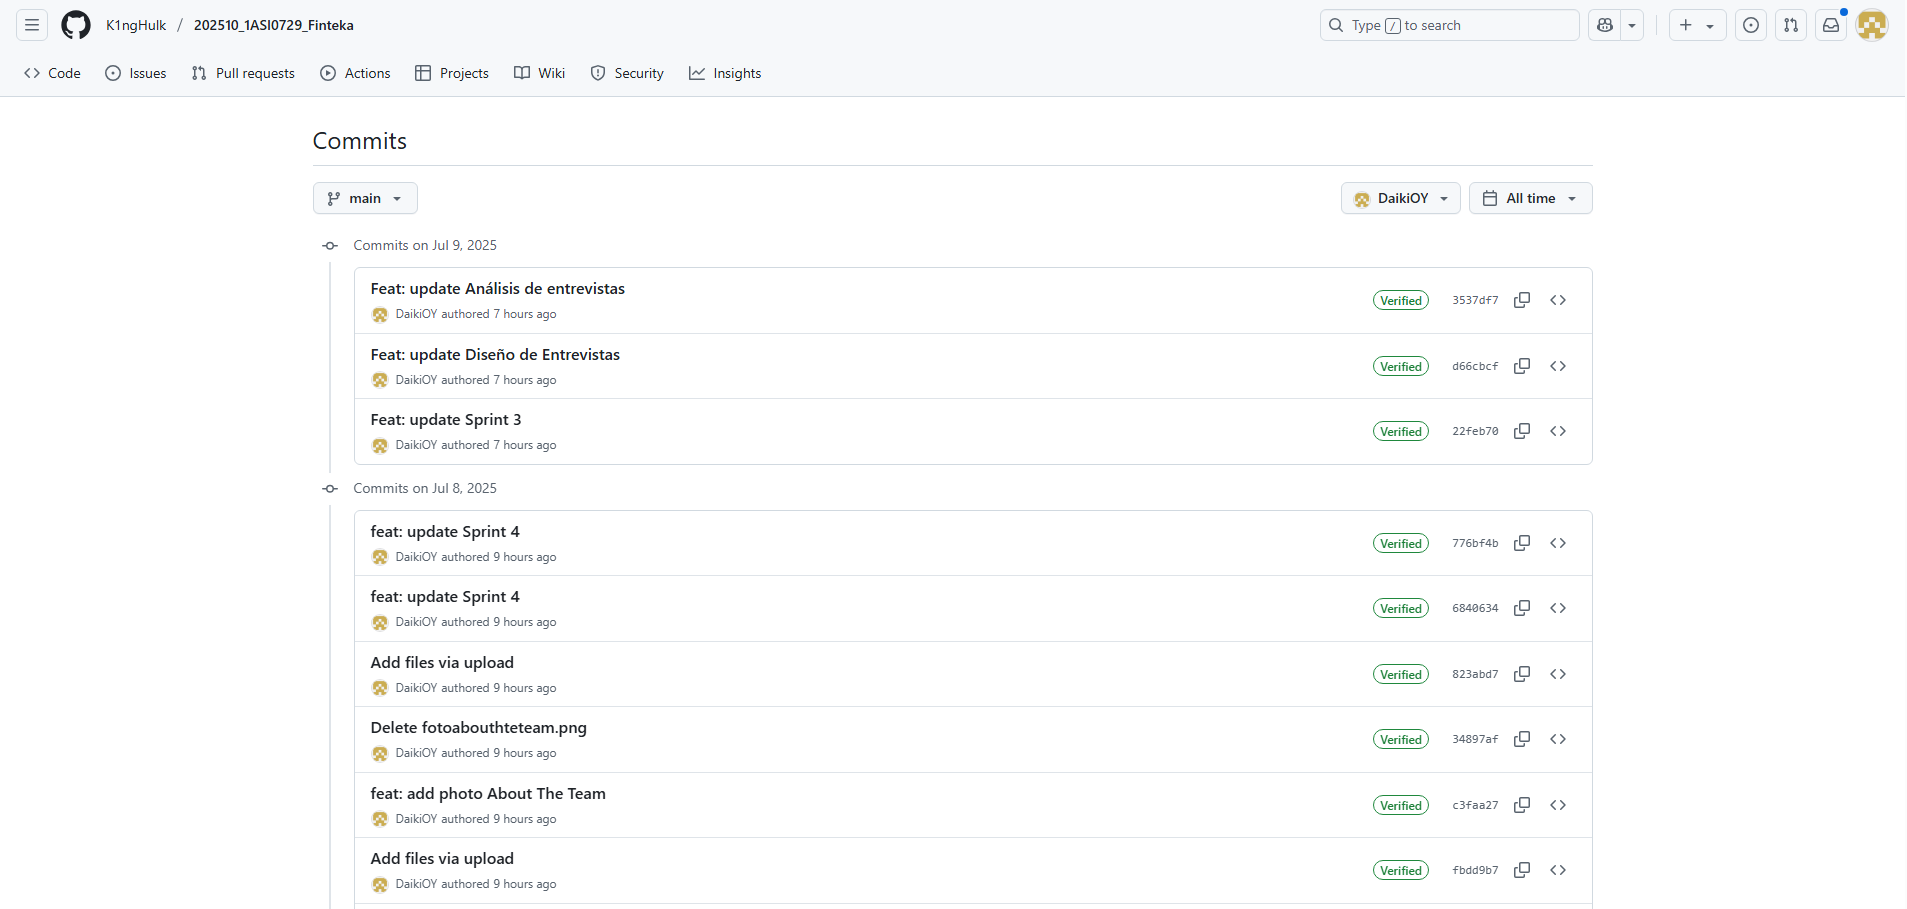 K1ngHulk / 202510_1ASI0729_Finteka
Type / to search
Code Issues Pull requests Actions Projects Wiki Security Insights
Commits
main
DaikiOY All time
Commits on Jul 9, 2025
Feat: update Análisis de entrevistas
DaikiOY authored 7 hours ago
Verified 3537df7
Feat: update Diseño de Entrevistas
DaikiOY authored 7 hours ago
Verified d66cbcf
Feat: update Sprint 3
DaikiOY authored 7 hours ago
Verified 22feb70
Commits on Jul 8, 2025
feat: update Sprint 4
DaikiOY authored 9 hours ago
Verified 776bf4b
feat: update Sprint 4
DaikiOY authored 9 hours ago
Verified 6840634
Add files via upload
DaikiOY authored 9 hours ago
Verified 823abd7
Delete fotoabouthteteam.png
DaikiOY authored 9 hours ago
Verified 34897af
feat: add photo About The Team
DaikiOY authored 9 hours ago
Verified c3faa27
Add files via upload
DaikiOY authored 9 hours ago
Verified fbdd9b7